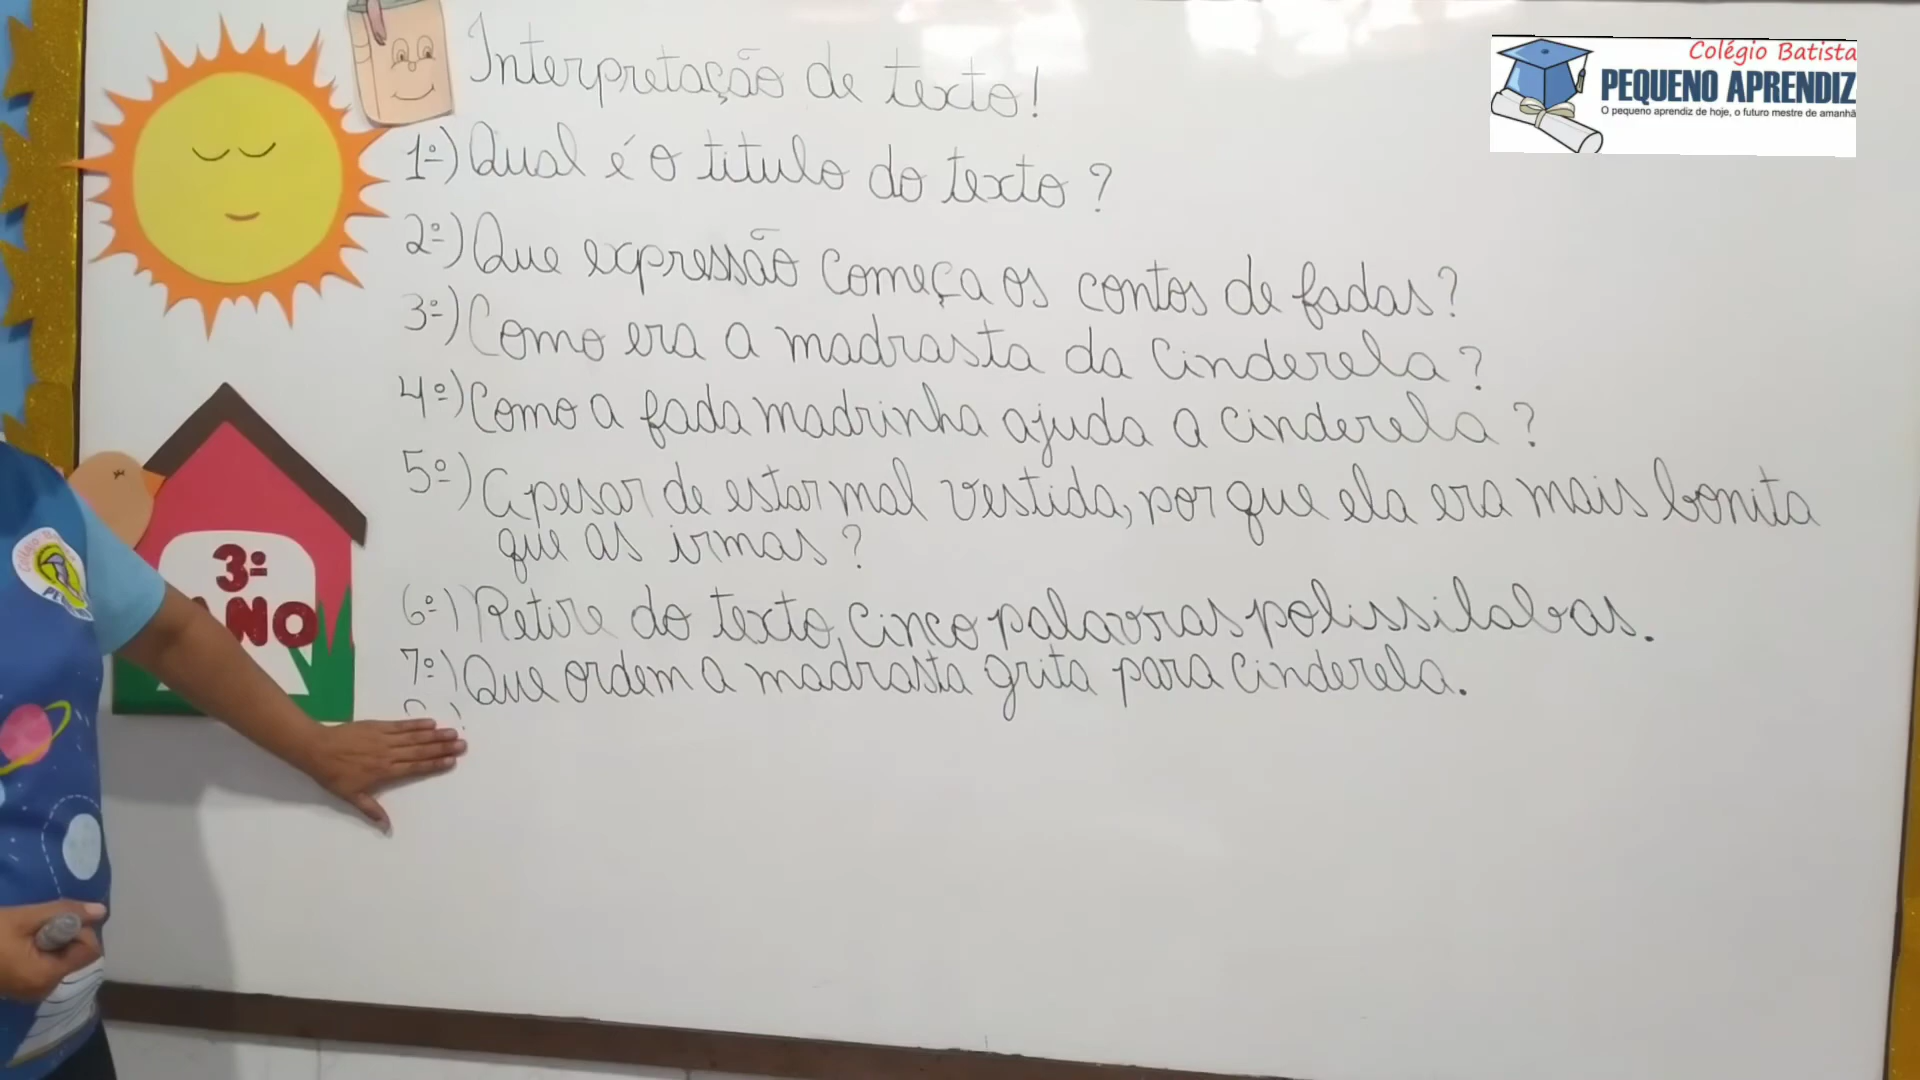 Interpretação de texto!
1º) Qual é o titulo do texto?
2º) Que expressão começa os contos de fadas?
3º) Como era a madrasta da Cinderela?
4º) Como a fada madrinha ajuda a cinderela?
5º) Apesar de estar mal vestida, por que ela era mais bonita
que as irmas?
6º) Retire do texto, cinco palavras polissilabas.
7º) Que ordem a madrasta grita para Cinderela.
3º
ANO
Colégio Batista
PEQUENO APRENDIZ
O pequeno aprendiz de hoje, o futuro mestre de amanhã